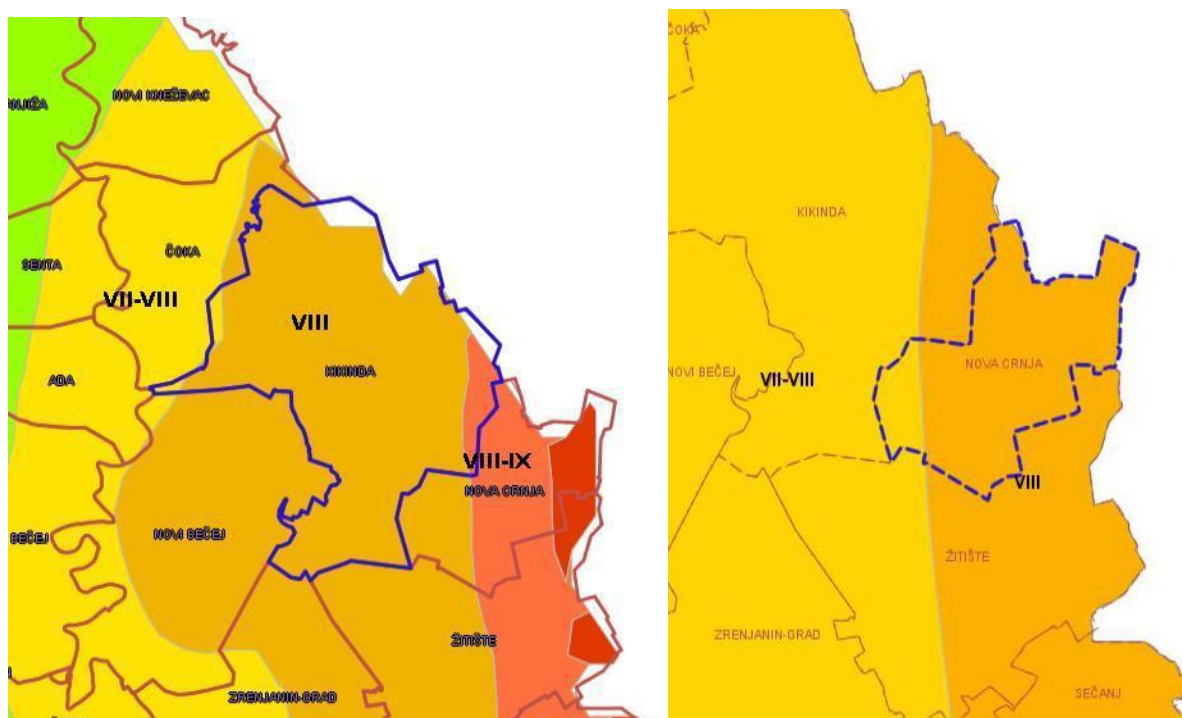 NOVI KNEŽEVAC
ANJIŽA
ČOKA
SENTA
VII-VIII
VIII
KIKINDA
ADA
VIII-IX
NOVA CRNJA
NOVI BEČEJ
BEČEJ
ŽITIŠTE
ZRENJANIN-GRAD
ČOKA
KIKINDA
NOVA CRNJA
NOVI BEČEJ
VII-VIII
VIII
ŽITIŠTE
ZRENJANIN-GRAD
SEČANJ